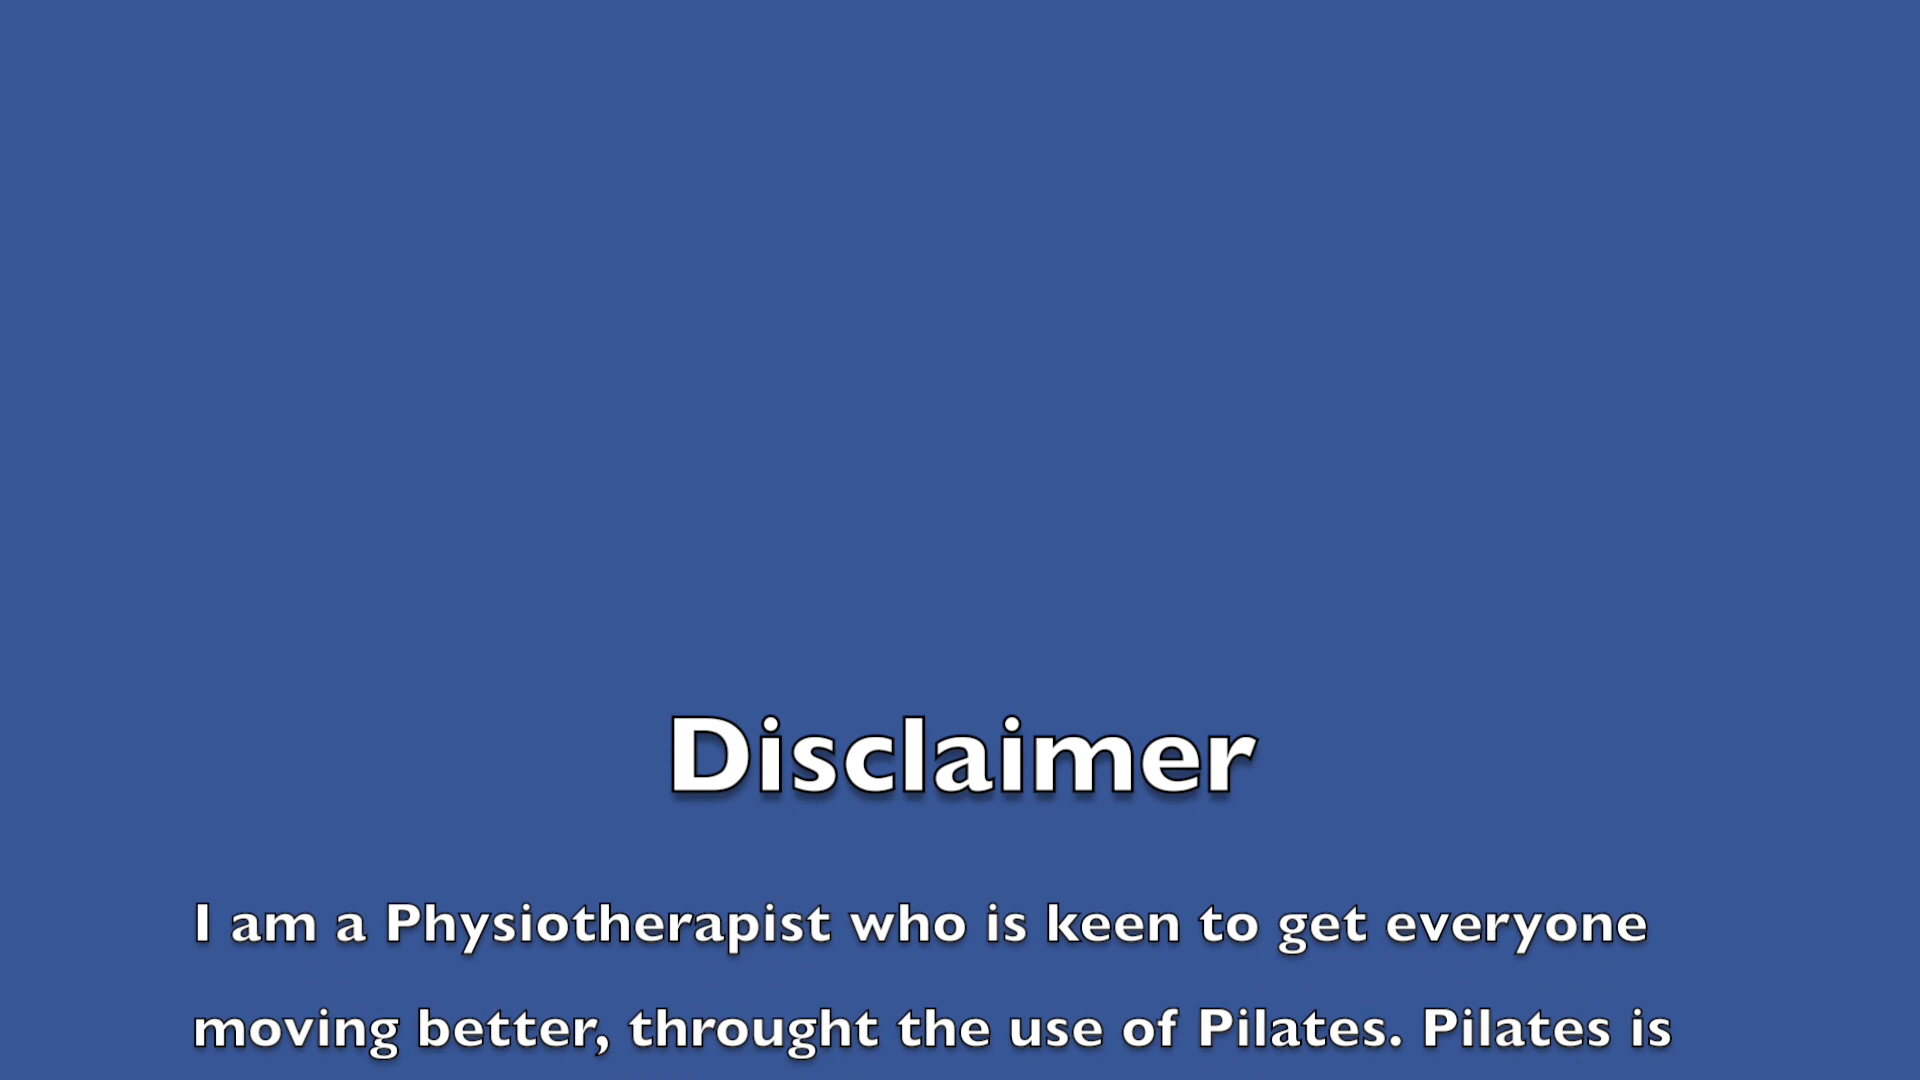 Disclaimer
I am a Physiotherapist who is keen to get everyone
moving better, throught the use of Pilates. Pilates is